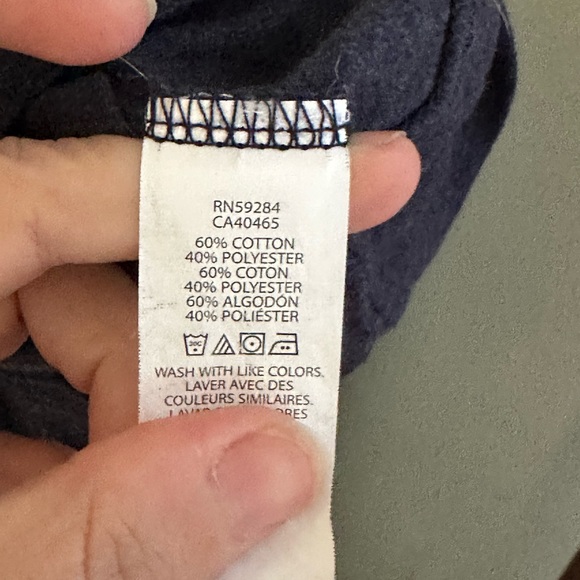 RN59284
CA40465
60% COTTON
40% POLYESTER
60% COTON
40% POLYESTER
60% ALGODÓN
40% POLIÉSTER
30C
WASH WITH LIKE COLORS.
LAVER AVEC DES
COULEURS SIMILAIRES.